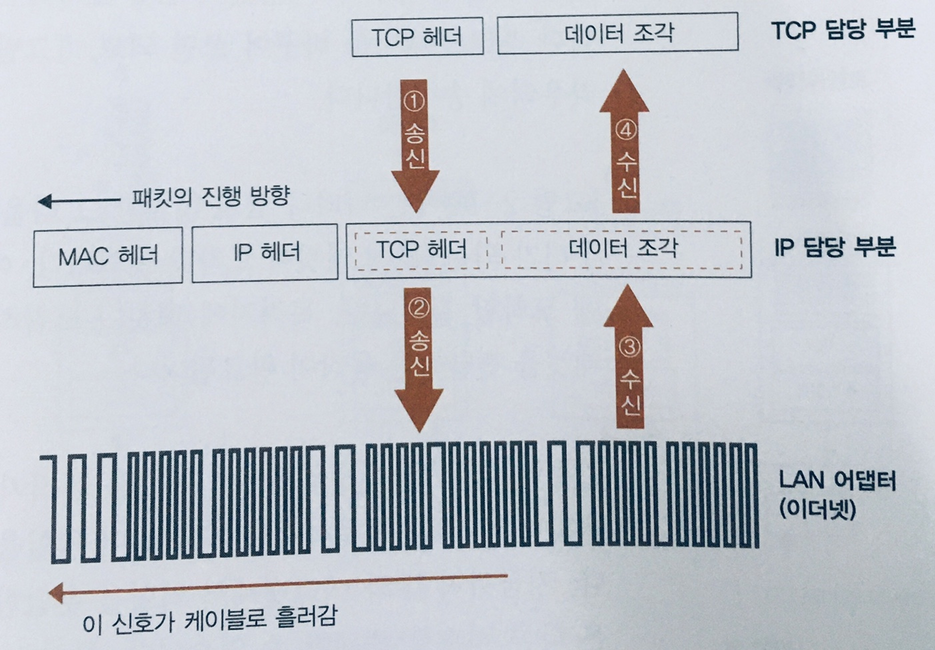 TCP 헤더
데이터 조각
TCP 담당 부분
① 송신
④ 수신
패킷의 진행 방향
MAC 헤더
IP 헤더
TCP 헤더
데이터 조각
IP 담당 부분
② 송신
③ 수신
LAN 어댑터
(이더넷)
이 신호가 케이블로 흘러감